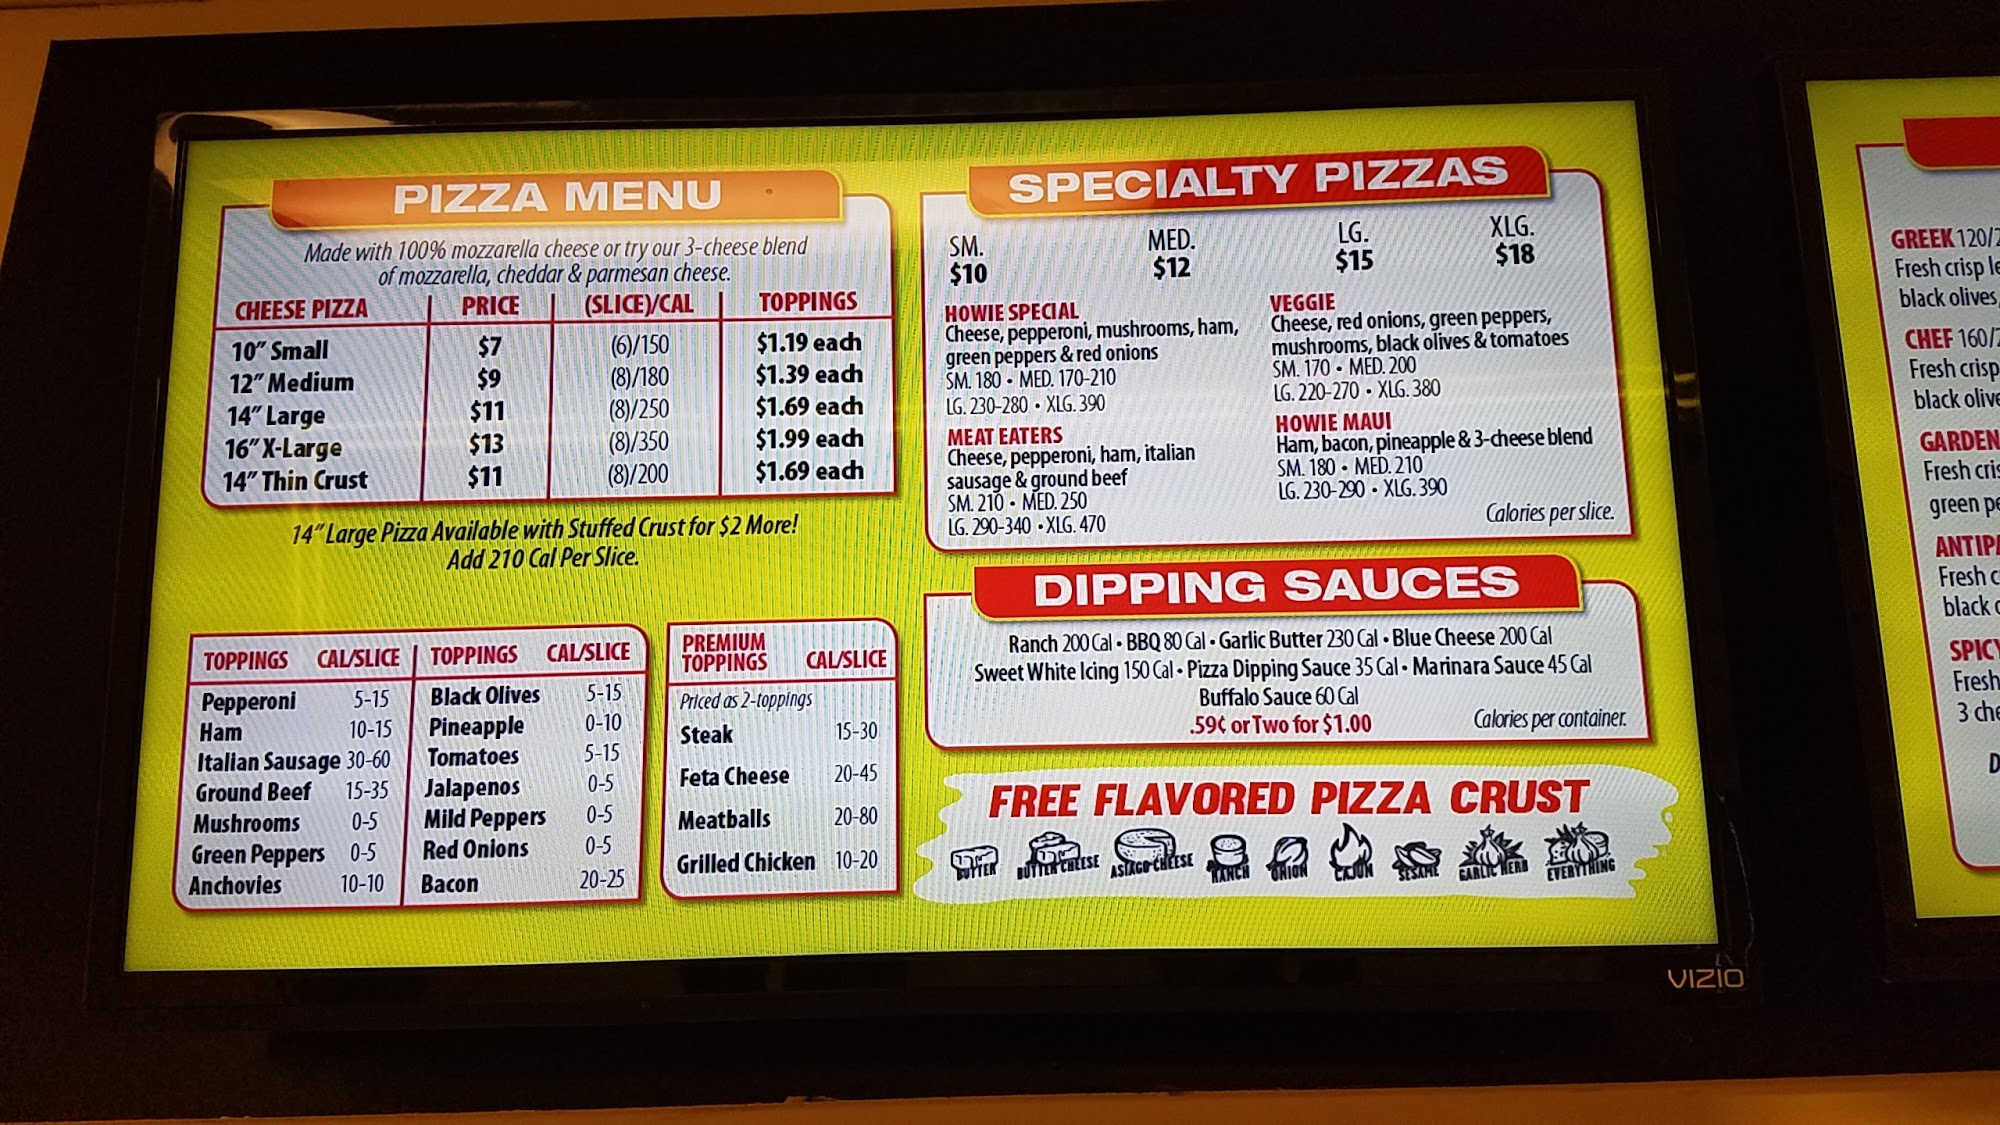 PIZZA MENU
Made with 100% mozzarella cheese or try our 3-cheese blend
of mozzarella, cheddar & parmesan cheese.
CHEESE PIZZA PRICE (SLICE)/CAL TOPPINGS
10" Small $7 (6)/150 $1.19 each
12" Medium $9 (8)/180 $1.39 each
14" Large $11 (8)/250 $1.69 each
16" X-Large $13 (8)/350 $1.99 each
14" Thin Crust $11 (8)/200 $1.69 each
14" Large Pizza Available with Stuffed Crust for $2 More!
Add 210 Cal Per Slice.
TOPPINGS CAL/SLICE TOPPINGS CAL/SLICE
Pepperoni 5-15 Black Olives 5-15
Ham 10-15 Pineapple 0-10
Italian Sausage 30-60 Tomatoes 5-15
Ground Beef 15-35 Jalapenos 0-5
Mushrooms 0-5 Mild Peppers 0-5
Green Peppers 0-5 Red Onions 0-5
Anchovies 10-10 Bacon 20-25
PREMIUM
TOPPINGS CAL/SLICE
Priced as 2-toppings
Steak 15-30
Feta Cheese 20-45
Meatballs 20-80
Grilled Chicken 10-20
SPECIALTY PIZZAS
SM. MED. LG. XLG.
$10 $12 $15 $18
HOWIE SPECIAL
Cheese, pepperoni, mushrooms, ham,
green peppers & red onions
SM. 180 • MED. 170-210
LG. 230-280 • XLG. 390
MEAT EATERS
Cheese, pepperoni, ham, italian
sausage & ground beef
SM. 210 • MED. 250
LG. 290-340 • XLG. 470
VEGGIE
Cheese, red onions, green peppers,
mushrooms, black olives & tomatoes
SM. 170 • MED. 200
LG. 220-270 • XLG. 380
HOWIE MAUI
Ham, bacon, pineapple & 3-cheese blend
SM. 180 • MED. 210
LG. 230-290 • XLG. 390
Calories per slice.
DIPPING SAUCES
Ranch 200 Cal • BBQ 80 Cal • Garlic Butter 230 Cal • Blue Cheese 200 Cal
Sweet White Icing 150 Cal • Pizza Dipping Sauce 35 Cal • Marinara Sauce 45 Cal
Buffalo Sauce 60 Cal
.59¢ or Two for $1.00
Calories per container.
FREE FLAVORED PIZZA CRUST
BUTTER BUTTER CHEESE ASIAGO CHEESE RANCH ONION CAJUN SESAME GARLIC HERB EVERYTHING
VIZIO
GREEK 120/
Fresh crisp
black olives,
CHEF 160/
Fresh crisp
black
GARDEN
Fresh
green
Fresh
black
Fresh
3